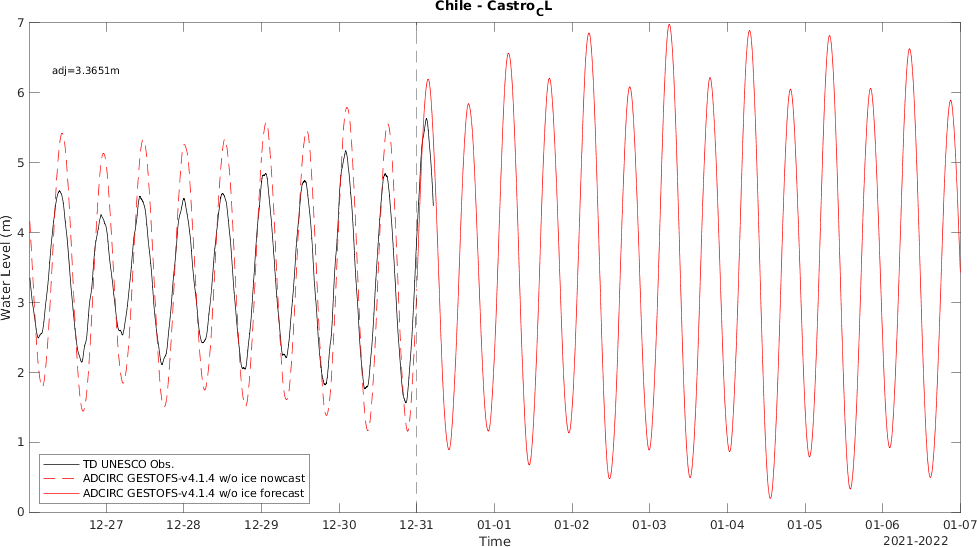 Chile - Castro_CL
7
6
5
4
3
2
1
0
Water Level (m)
adj=3.3651m
TD UNESCO Obs.
ADCIRC GESTOFS-v4.1.4 w/o ice nowcast
ADCIRC GESTOFS-v4.1.4 w/o ice forecast
12-27 12-28 12-29 12-30 12-31 01-01 01-02 01-03 01-04 01-05 01-06 01-07
Time
2021-2022